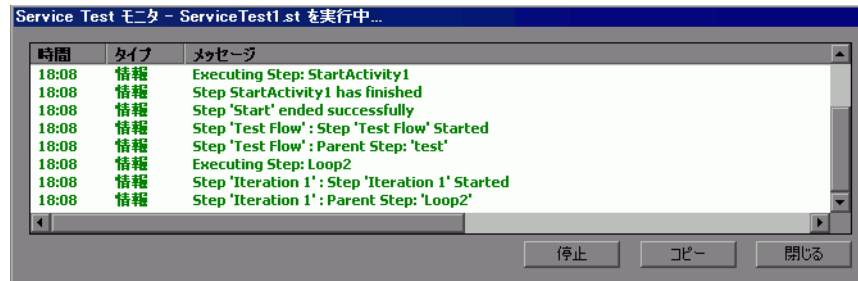 Service Test モニタ - ServiceTest1.st を実行中...
時間 タイプ メッセージ
18:08 情報 Executing Step: StartActivity1
18:08 情報 Step StartActivity1 has finished
18:08 情報 Step 'Start' ended successfully
18:08 情報 Step 'Test Flow' : Step 'Test Flow' Started
18:08 情報 Step 'Test Flow' : Parent Step: 'test'
18:08 情報 Executing Step: Loop2
18:08 情報 Step 'Iteration 1' : Step 'Iteration 1' Started
18:08 情報 Step 'Iteration 1' : Parent Step: 'Loop2'
停止 コピー 閉じる